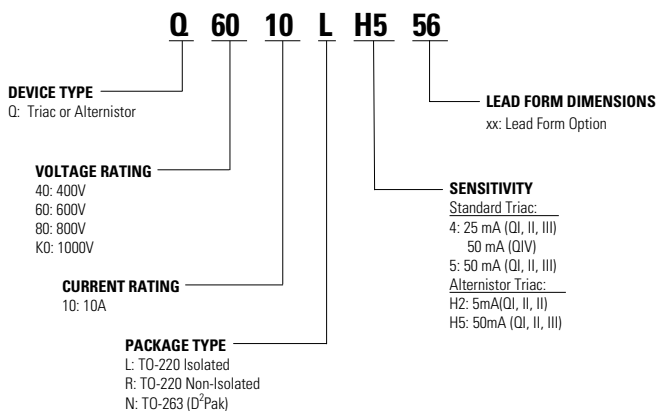 Q 60 10 L H5 56
DEVICE TYPE
Q: Triac or Alternistor
VOLTAGE RATING
40: 400V
60: 600V
80: 800V
K0: 1000V
CURRENT RATING
10: 10A
PACKAGE TYPE
L: TO-220 Isolated
R: TO-220 Non-Isolated
N: TO-263 (D²Pak)
LEAD FORM DIMENSIONS
xx: Lead Form Option
SENSITIVITY
Standard Triac:
4: 25 mA (QI, II, III)
50 mA (QIV)
5: 50 mA (QI, II, III)
Alternistor Triac:
H2: 5mA(QI, II, II)
H5: 50mA (QI, II, III)